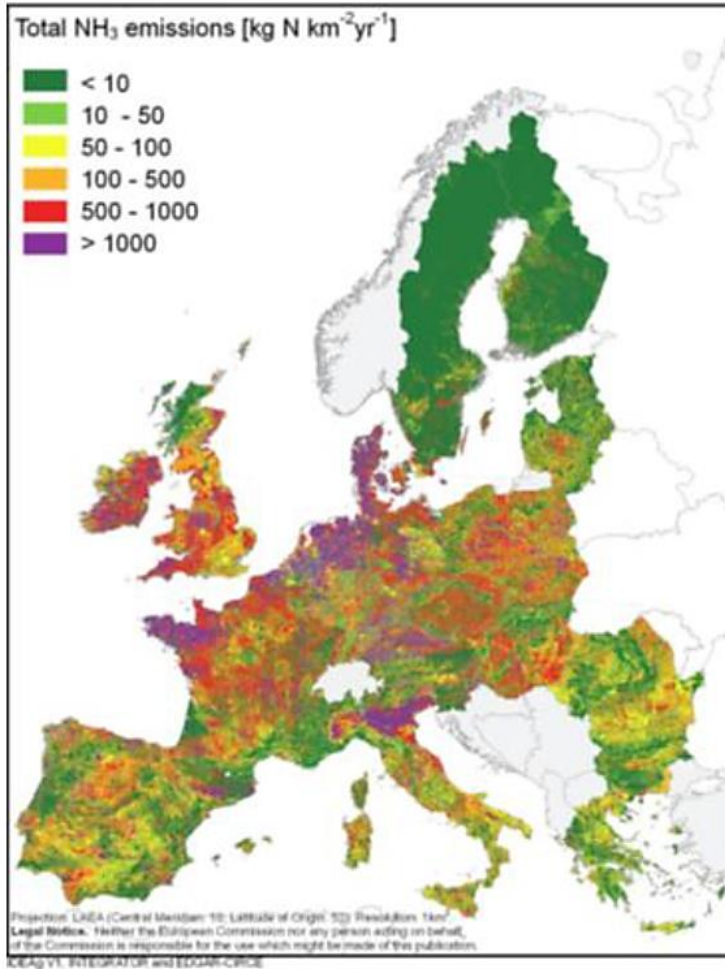 Total NH₃ emissions [kg N km⁻²yr⁻¹]
< 10
10 - 50
50 - 100
100 - 500
500 - 1000
> 1000
Projection: LAEA (Central Meridian: 10; Latitude of Origin: 52); Resolution: 1km²
Legal Notice. Neither the European Commission nor any person acting on behalf,
of the Commission is responsible for the use which might be made of this publication.
IDEAg V1, INTEGRATOR and EDGAR-CIRCE